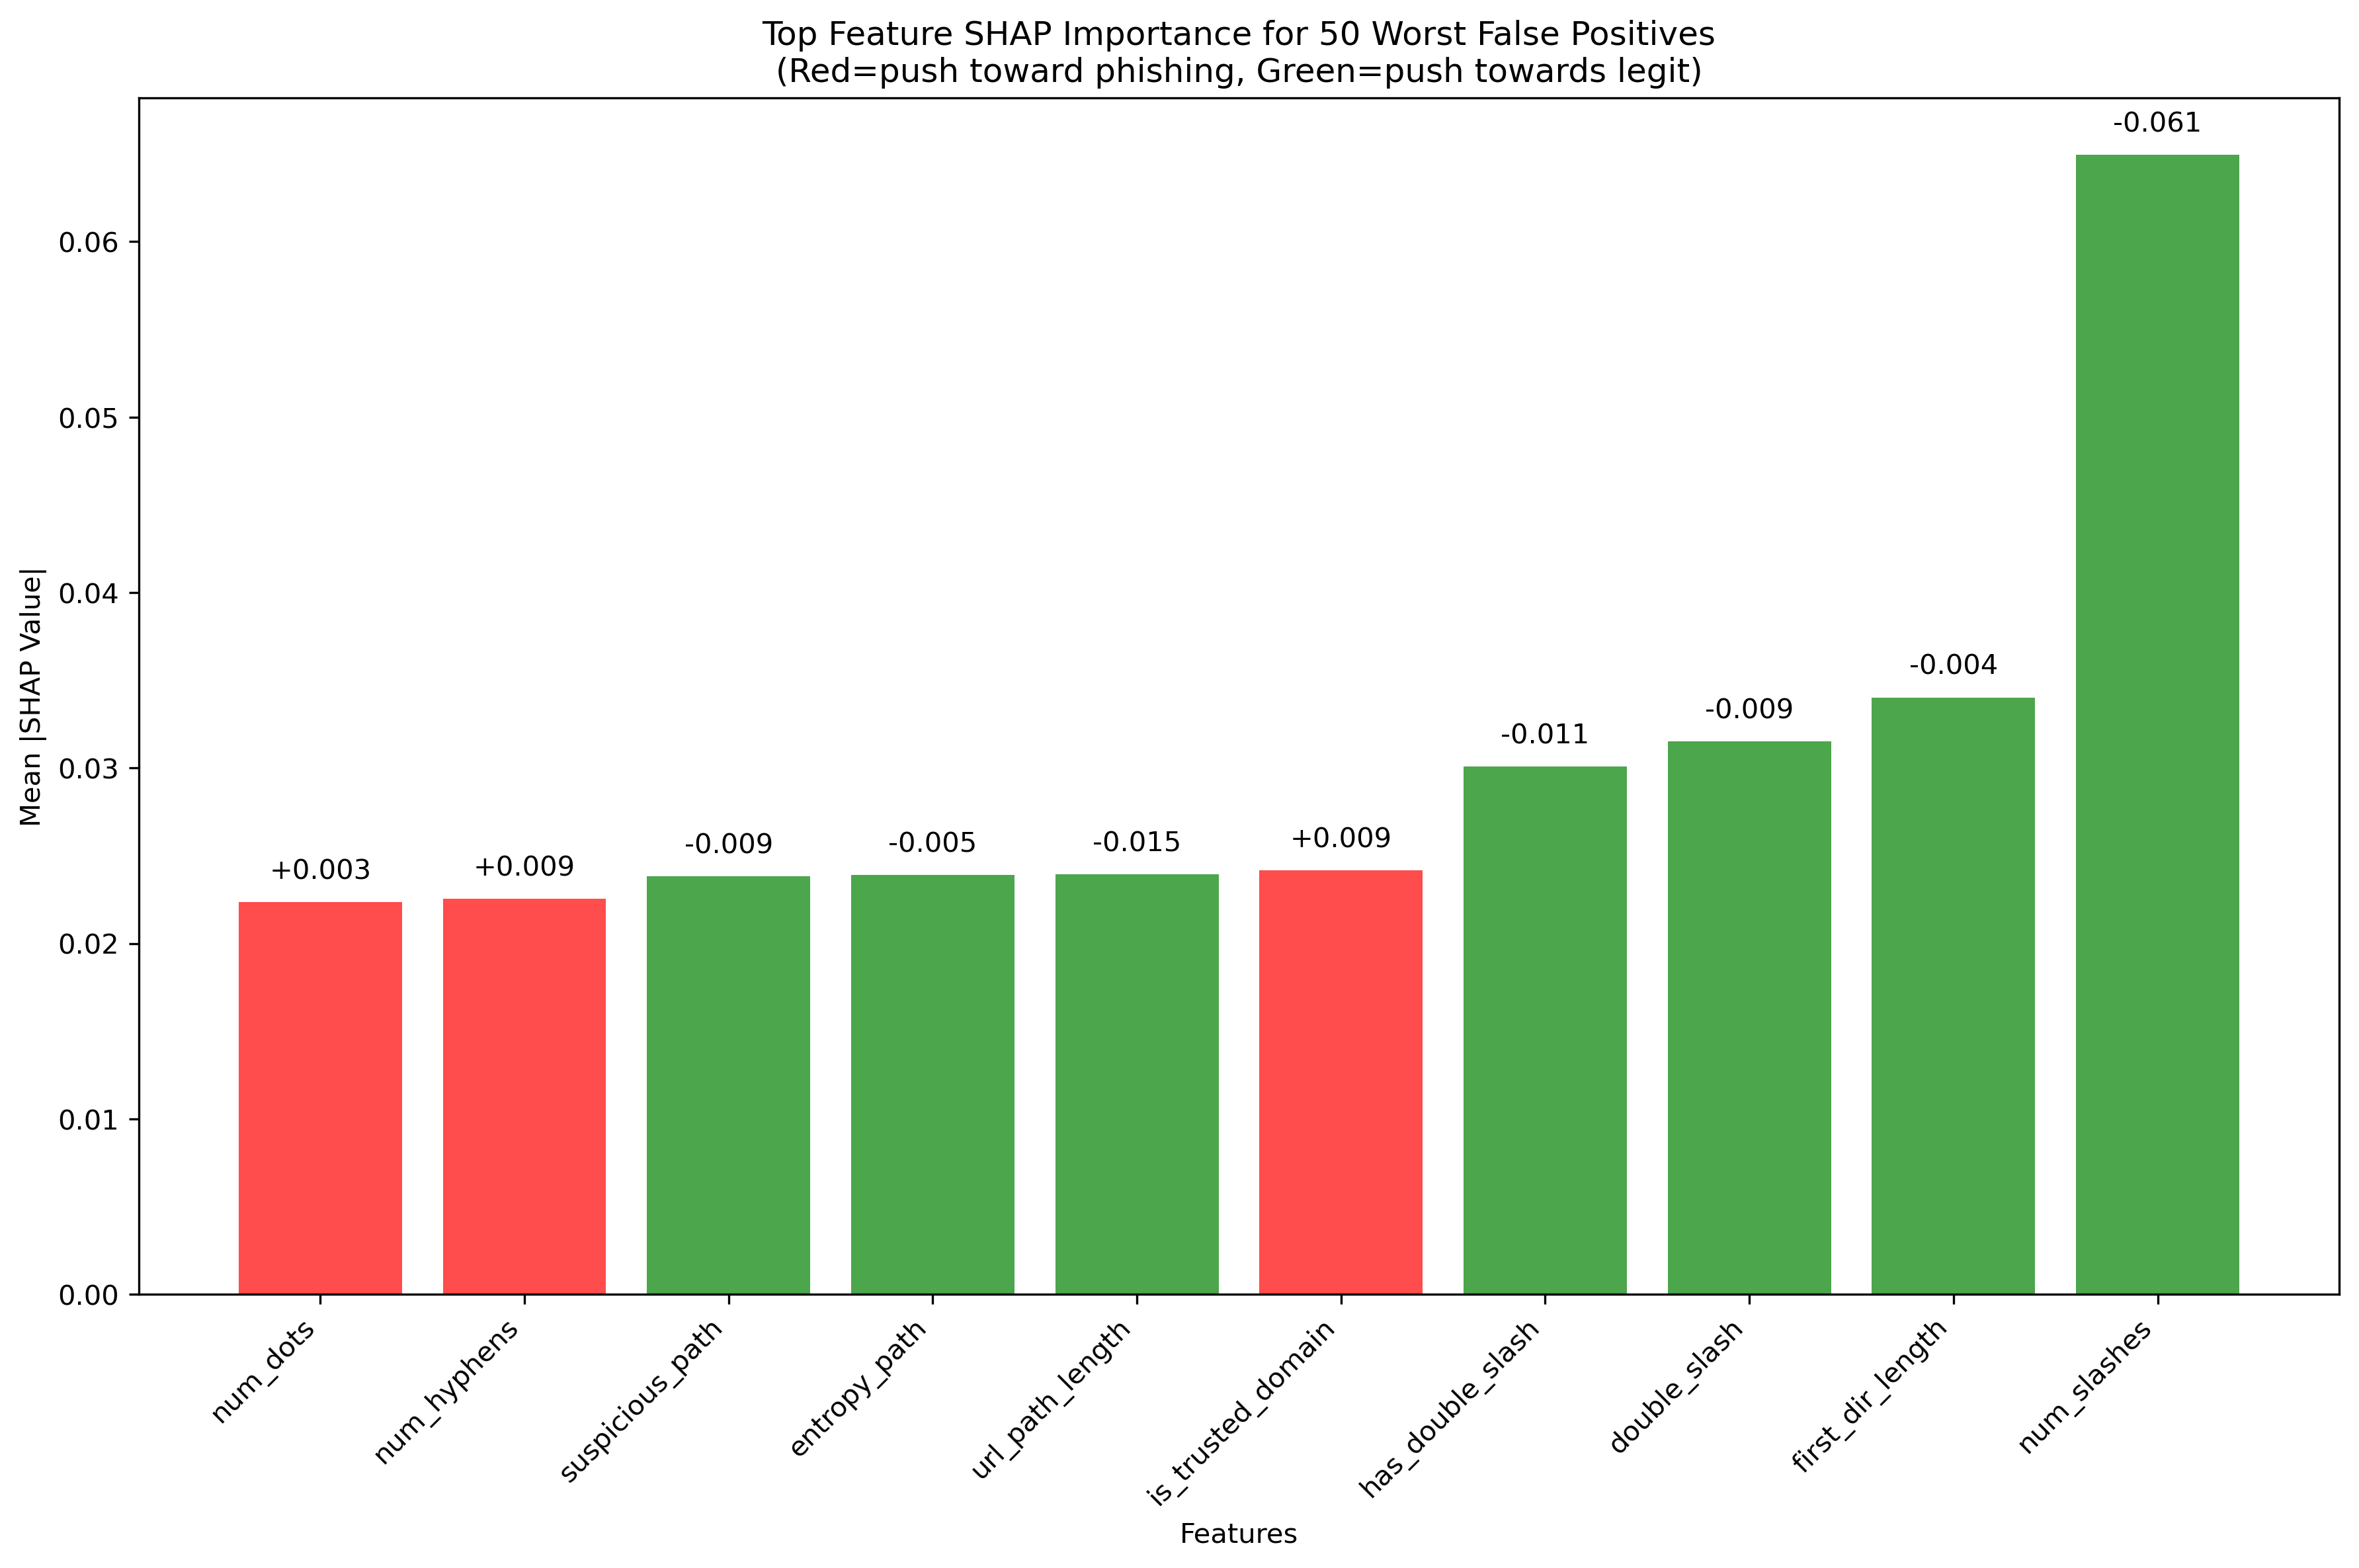 Top Feature SHAP Importance for 50 Worst False Positives
(Red=push toward phishing, Green=push towards legit)
Mean |SHAP Value|
0.06
0.05
0.04
0.03
0.02
0.01
0.00
+0.003
+0.009
-0.009
-0.005
-0.015
+0.009
-0.011
-0.009
-0.004
-0.061
num_dots
num_hyphens
suspicious_path
entropy_path
url_path_length
is_trusted_domain
has_double_slash
double_slash
first_dir_length
num_slashes
Features